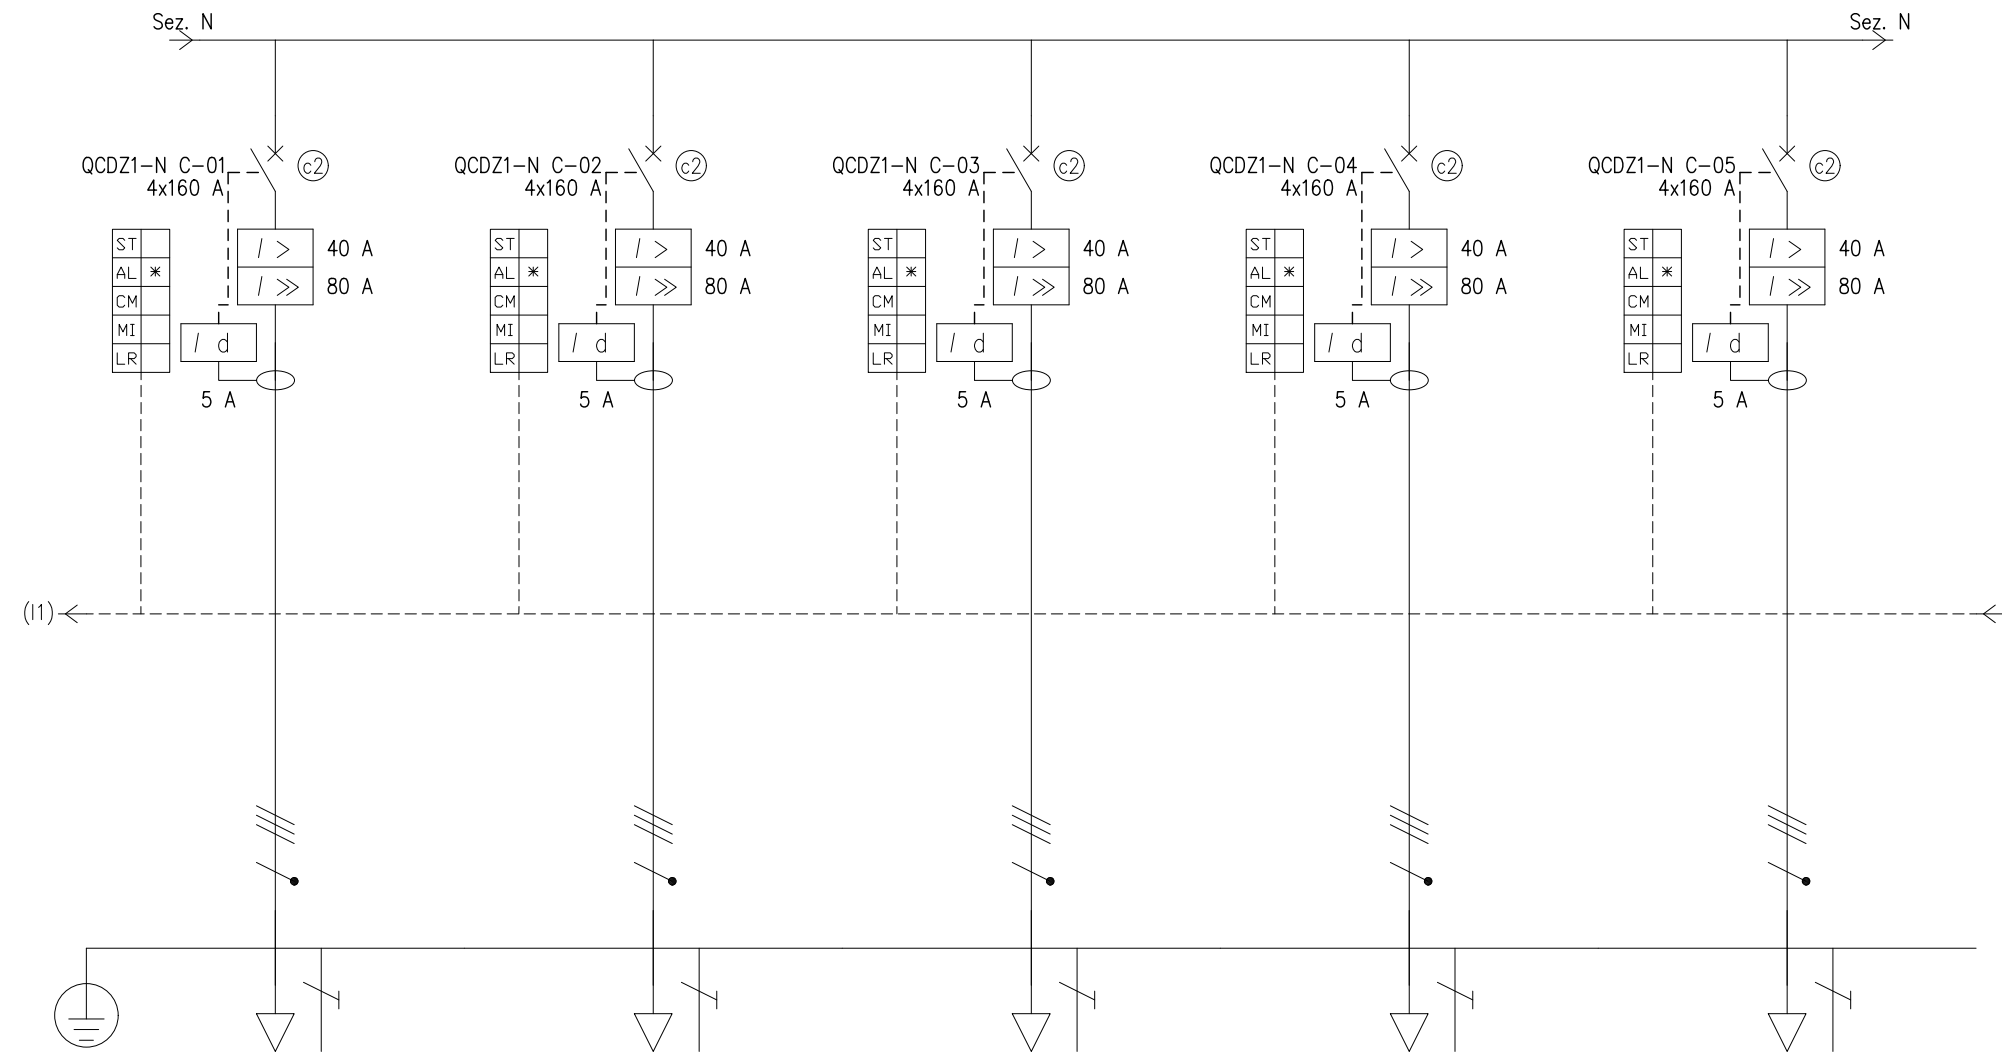 Sez. N
Sez. N
QCDZ1-N C-01
4x160 A
c2
ST
AL *
CM
MI
LR
I >
40 A
I >>
80 A
I d
5 A
QCDZ1-N C-02
4x160 A
c2
ST
AL *
CM
MI
LR
I >
40 A
I >>
80 A
I d
5 A
QCDZ1-N C-03
4x160 A
c2
ST
AL *
CM
MI
LR
I >
40 A
I >>
80 A
I d
5 A
QCDZ1-N C-04
4x160 A
c2
ST
AL *
CM
MI
LR
I >
40 A
I >>
80 A
I d
5 A
QCDZ1-N C-05
4x160 A
c2
ST
AL *
CM
MI
LR
I >
40 A
I >>
80 A
I d
5 A
(I1)